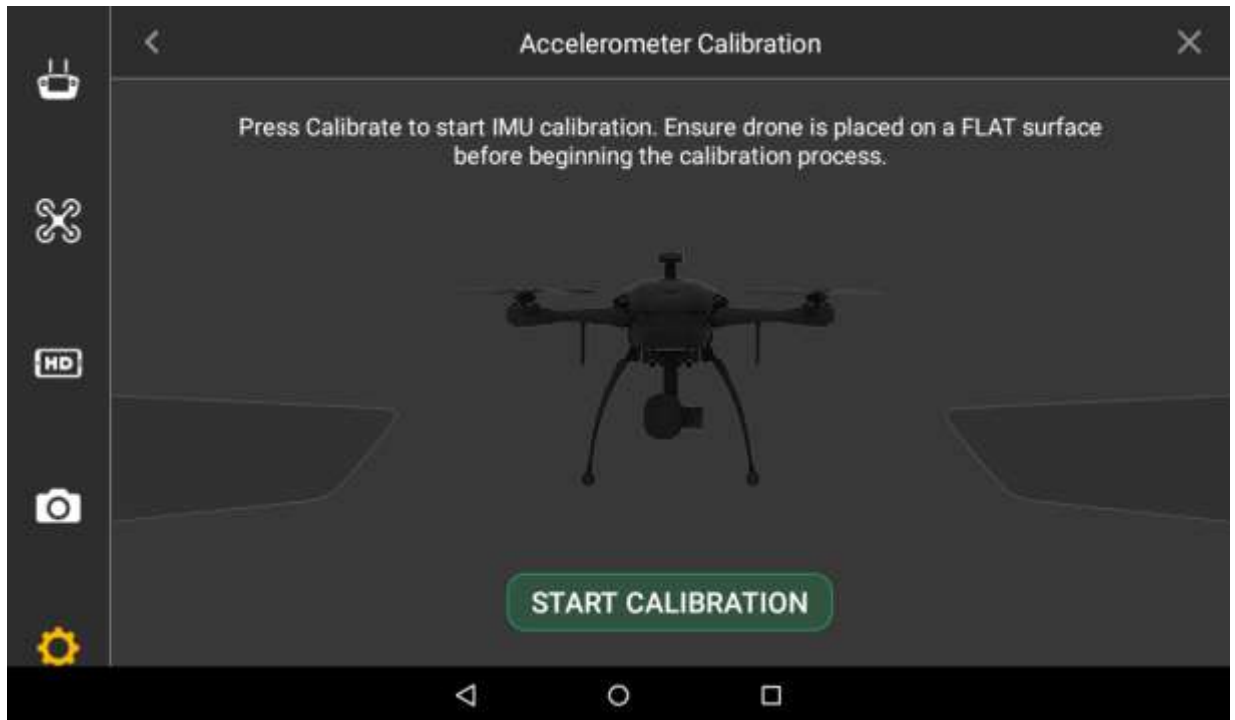 Accelerometer Calibration
Press Calibrate to start IMU calibration. Ensure drone is placed on a FLAT surface
before beginning the calibration process.
HD
START CALIBRATION